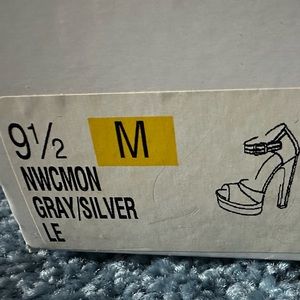 9½ M
NWCMON
GRAY/SILVER
LE